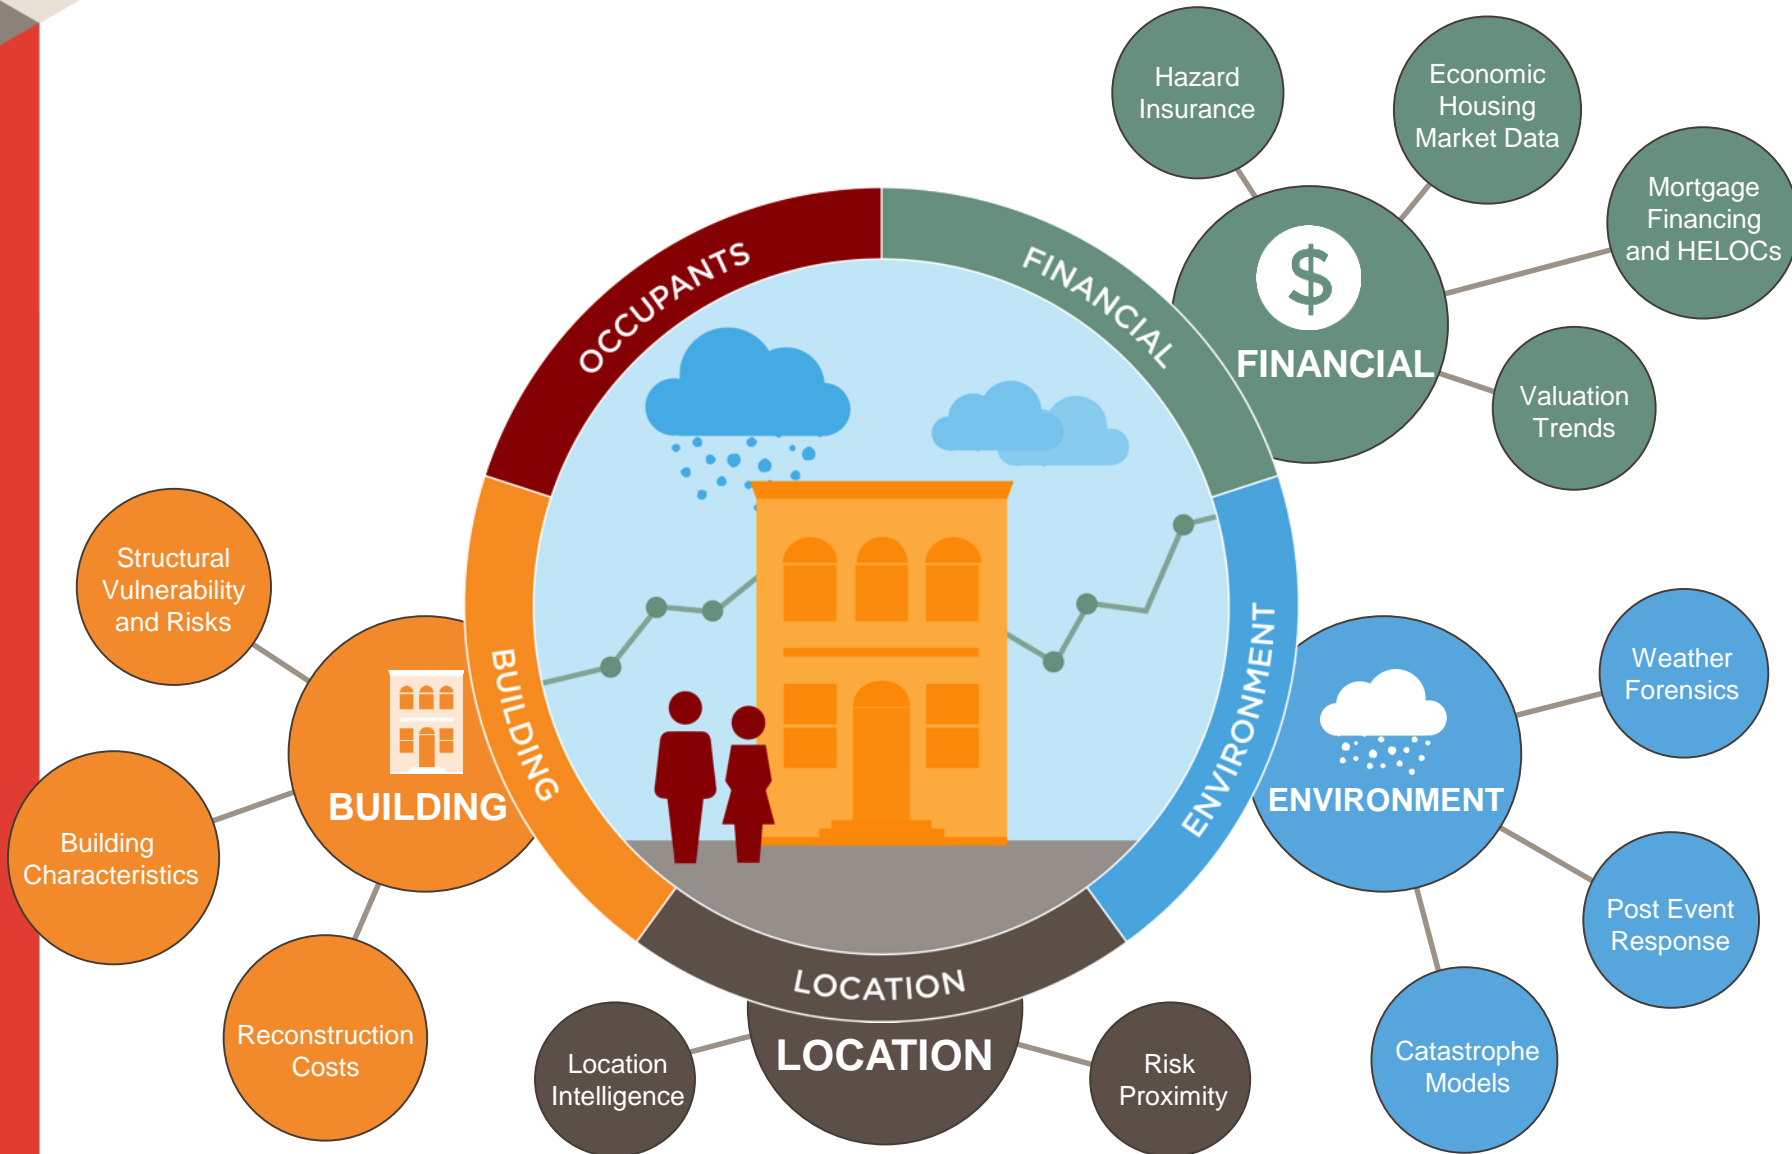 Hazard
Insurance
Economic
Housing
Market Data
Mortgage
Financing
and HELOCs
$
FINANCIAL
Valuation
Trends
OCCUPANTS
FINANCIAL
BUILDING
ENVIRONMENT
LOCATION
Structural
Vulnerability
and Risks
BUILDING
Building
Characteristics
Reconstruction
Costs
Weather
Forensics
ENVIRONMENT
Post Event
Response
Catastrophe
Models
LOCATION
Location
Intelligence
Risk
Proximity